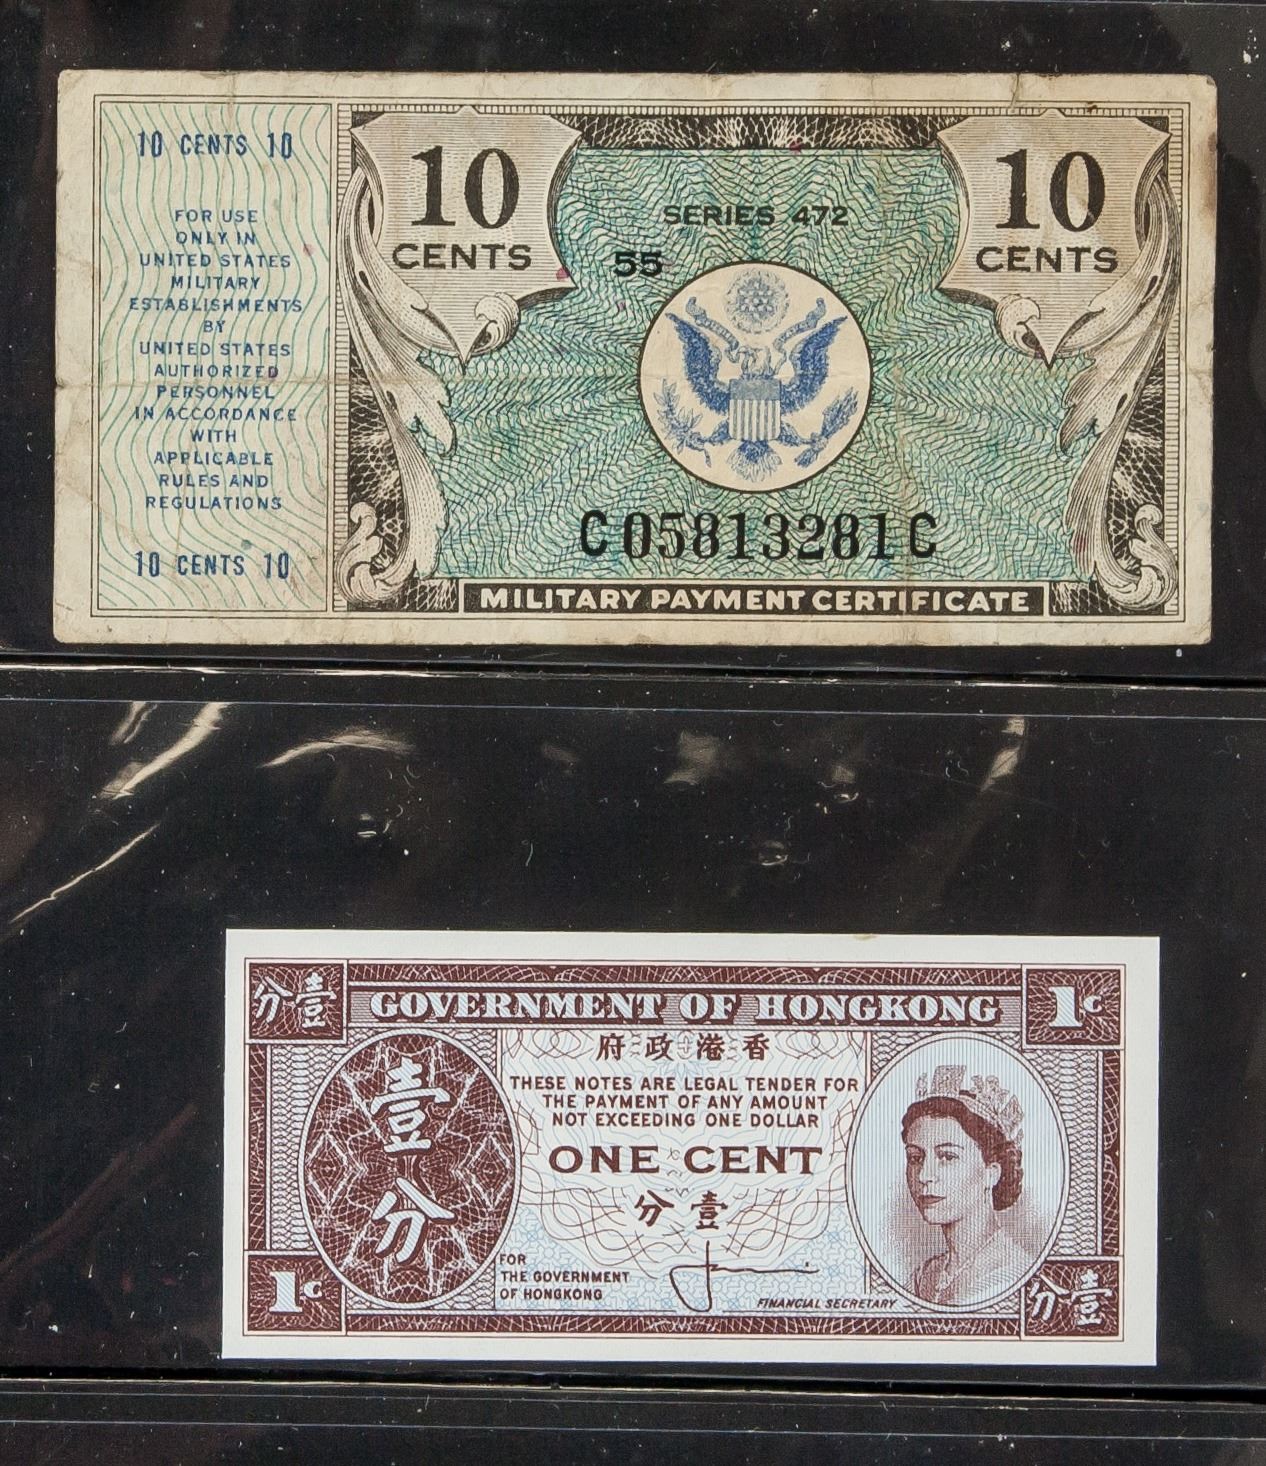 10 CENTS 10
FOR USE
ONLY IN
UNITED STATES
MILITARY
ESTABLISHMENTS
BY
UNITED STATES
AUTHORIZED
PERSONNEL
IN ACCORDANCE
WITH
APPLICABLE
RULES AND
REGULATIONS
10 CENTS 10
10
CENTS
SERIES 472
55
10
CENTS
C05813281C
MILITARY PAYMENT CERTIFICATE
分壹
GOVERNMENT OF HONGKONG
1¢
府政港香
THESE NOTES ARE LEGAL TENDER FOR
THE PAYMENT OF ANY AMOUNT
NOT EXCEEDING ONE DOLLAR
壹
分
ONE CENT
分壹
FOR
THE GOVERNMENT
OF HONGKONG
FINANCIAL SECRETARY
1¢
分壹